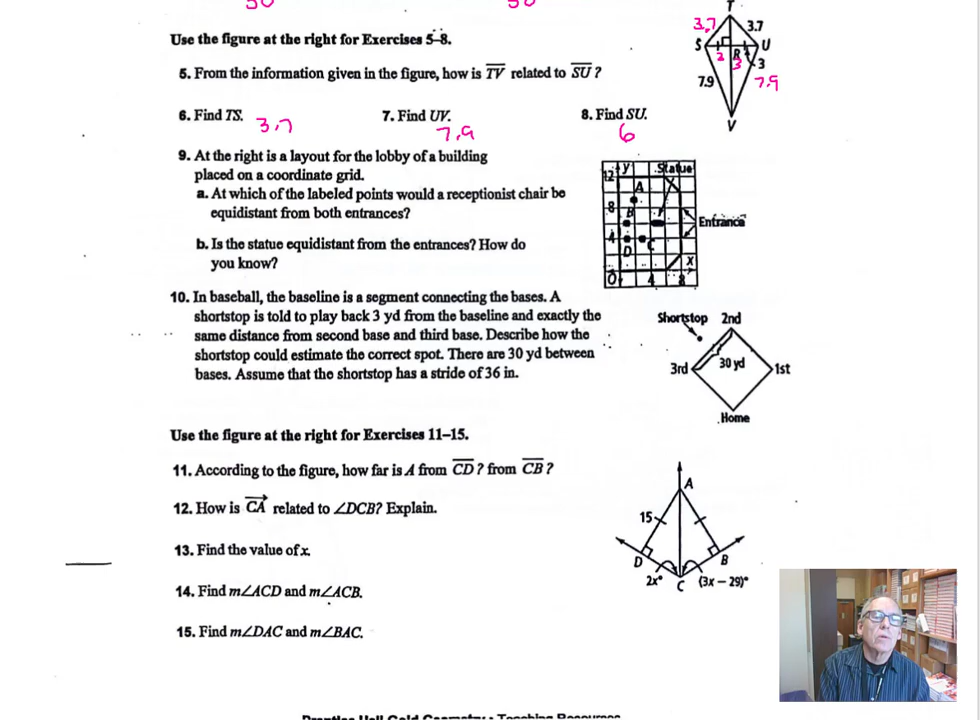 T
3.7 3.7
Use the figure at the right for Exercises 5–8.
S R U
2 3 3
5. From the information given in the figure, how is TV related to SU?
7.9 7.9
6. Find TS. 3.7 7. Find UV. 7.9 8. Find SU. 6
V
9. At the right is a layout for the lobby of a building
placed on a coordinate grid.
a. At which of the labeled points would a receptionist chair be
equidistant from both entrances?
b. Is the statue equidistant from the entrances? How do
you know?
12 y Statue
A
8 B
Entrance
4 C
D
x
0 4 8
10. In baseball, the baseline is a segment connecting the bases. A
shortstop is told to play back 3 yd from the baseline and exactly the
same distance from second base and third base. Describe how the
shortstop could estimate the correct spot. There are 30 yd between
bases. Assume that the shortstop has a stride of 36 in.
Shortstop 2nd
30 yd
3rd 1st
Home
Use the figure at the right for Exercises 11–15.
11. According to the figure, how far is A from CD? from CB?
12. How is CA related to ∠DCB? Explain.
13. Find the value of x.
14. Find m∠ACD and m∠ACB.
15. Find m∠DAC and m∠BAC.
A
15
D B
2x° C (3x – 29)°